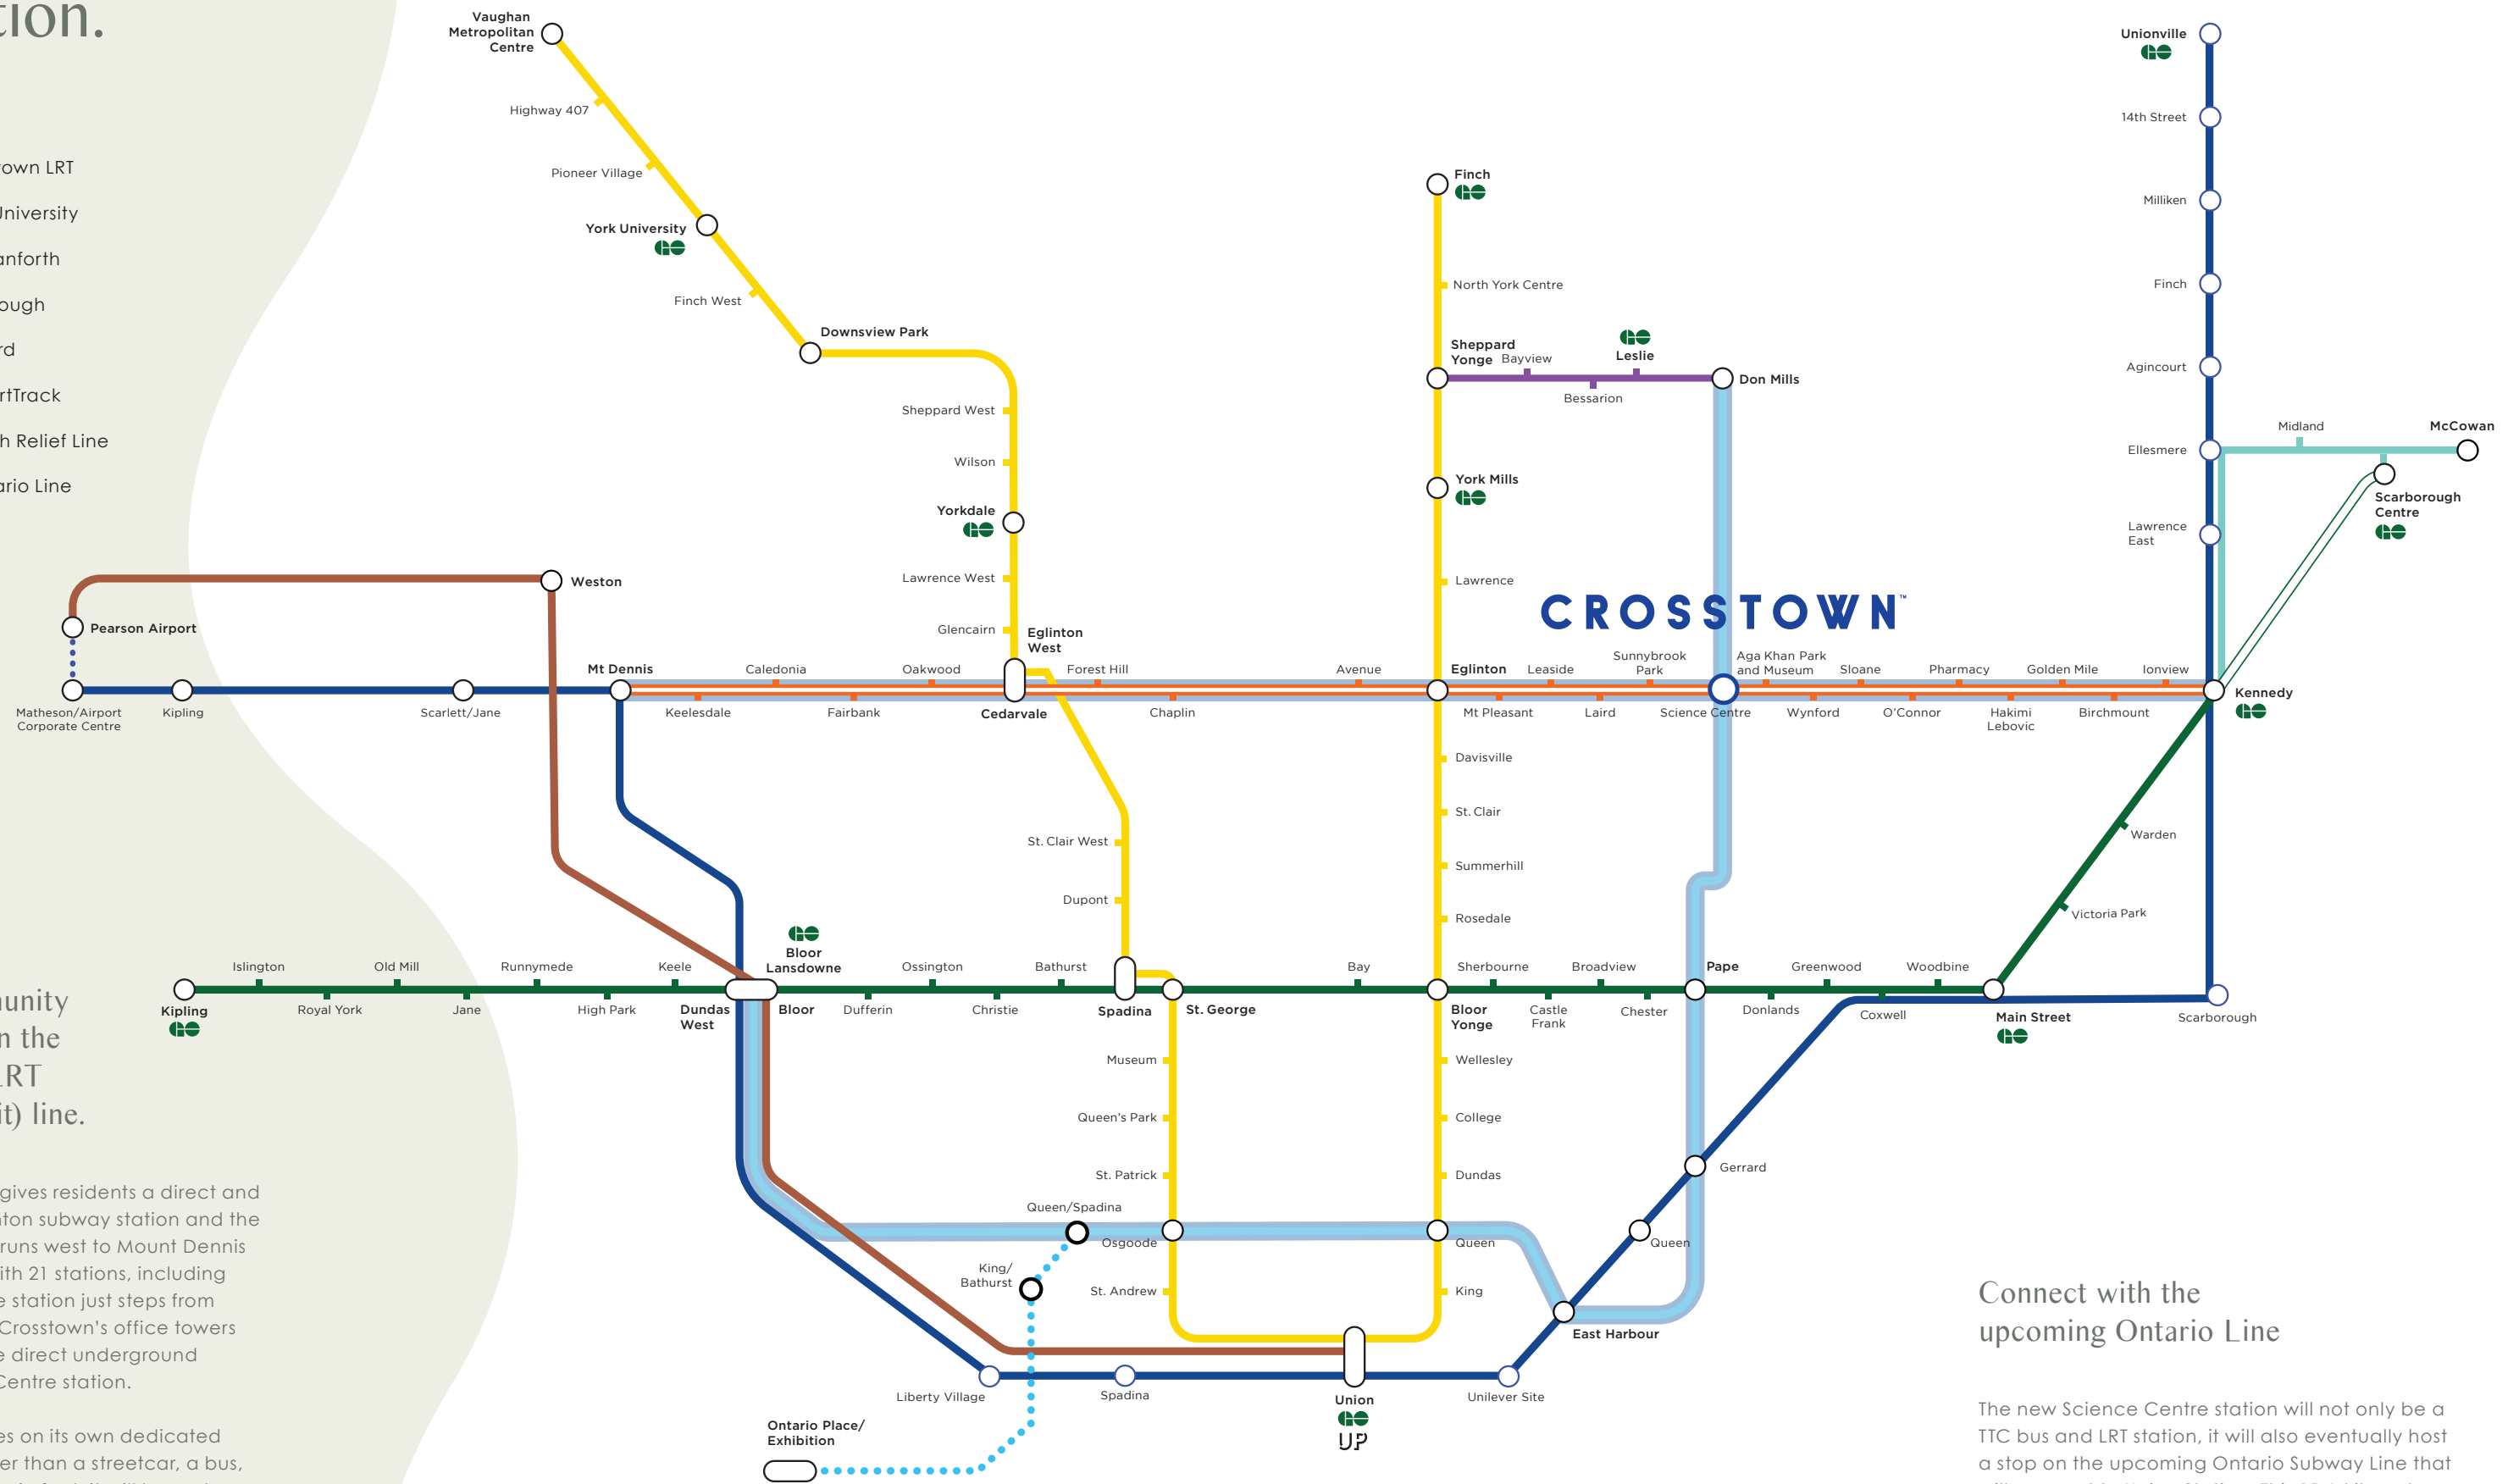 tion.
own LRT
University
anforth
ough
rd
rtTrack
h Relief Line
ario Line
unity
n the
LRT
it) line.
gives residents a direct and
nton subway station and the
runs west to Mount Dennis
ith 21 stations, including
e station just steps from
Crosstown's office towers
e direct underground
Centre station.
es on its own dedicated
er than a streetcar, a bus,
Vaughan
Metropolitan
Centre
Highway 407
Pioneer Village
York University
Finch West
Downsview Park
Sheppard West
Wilson
Yorkdale
Lawrence West
Glencairn
Eglinton
West
Finch
North York Centre
Sheppard
Yonge
Bayview
Leslie
Bessarion
Don Mills
York Mills
Lawrence
CROSSTOWN™
Unionville
14th Street
Milliken
Finch
Agincourt
Ellesmere
Lawrence
East
Midland
McCowan
Scarborough
Centre
Weston
Pearson Airport
Matheson/Airport
Corporate Centre
Kipling
Scarlett/Jane
Mt Dennis
Keelesdale
Caledonia
Fairbank
Oakwood
Cedarvale
Forest Hill
Chaplin
Avenue
Eglinton
Mt Pleasant
Leaside
Laird
Sunnybrook
Park
Science Centre
Aga Khan Park
and Museum
Wynford
Sloane
O'Connor
Pharmacy
Hakimi
Lebovic
Golden Mile
Birchmount
Ionview
Kennedy
Davisville
St. Clair
Summerhill
Rosedale
St. Clair West
Dupont
Warden
Victoria Park
Kipling
Islington
Royal York
Old Mill
Jane
Runnymede
High Park
Keele
Dundas
West
Bloor
Lansdowne
Bloor
Dufferin
Ossington
Christie
Bathurst
Spadina
St. George
Bay
Bloor
Yonge
Sherbourne
Castle
Frank
Broadview
Chester
Pape
Donlands
Greenwood
Coxwell
Woodbine
Main Street
Scarborough
Museum
Queen's Park
St. Patrick
Queen/Spadina
Osgoode
King/
Bathurst
St. Andrew
Wellesley
College
Dundas
Queen
King
Gerrard
Queen
East Harbour
Liberty Village
Spadina
Union
UP
Unilever Site
Ontario Place/
Exhibition
Connect with the
upcoming Ontario Line
The new Science Centre station will not only be a
TTC bus and LRT station, it will also eventually host
a stop on the upcoming Ontario Subway Line that